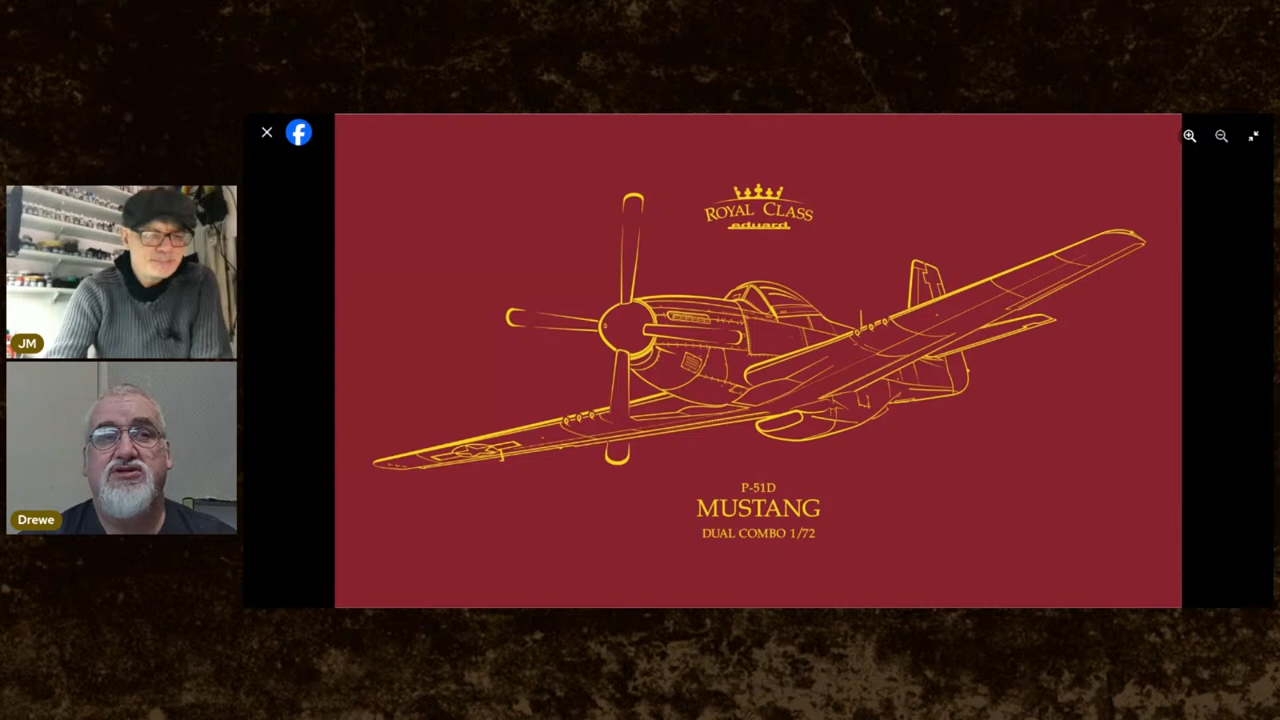 JM
Drewe
ROYAL CLASS
eduard
P-51D
MUSTANG
DUAL COMBO 1/72